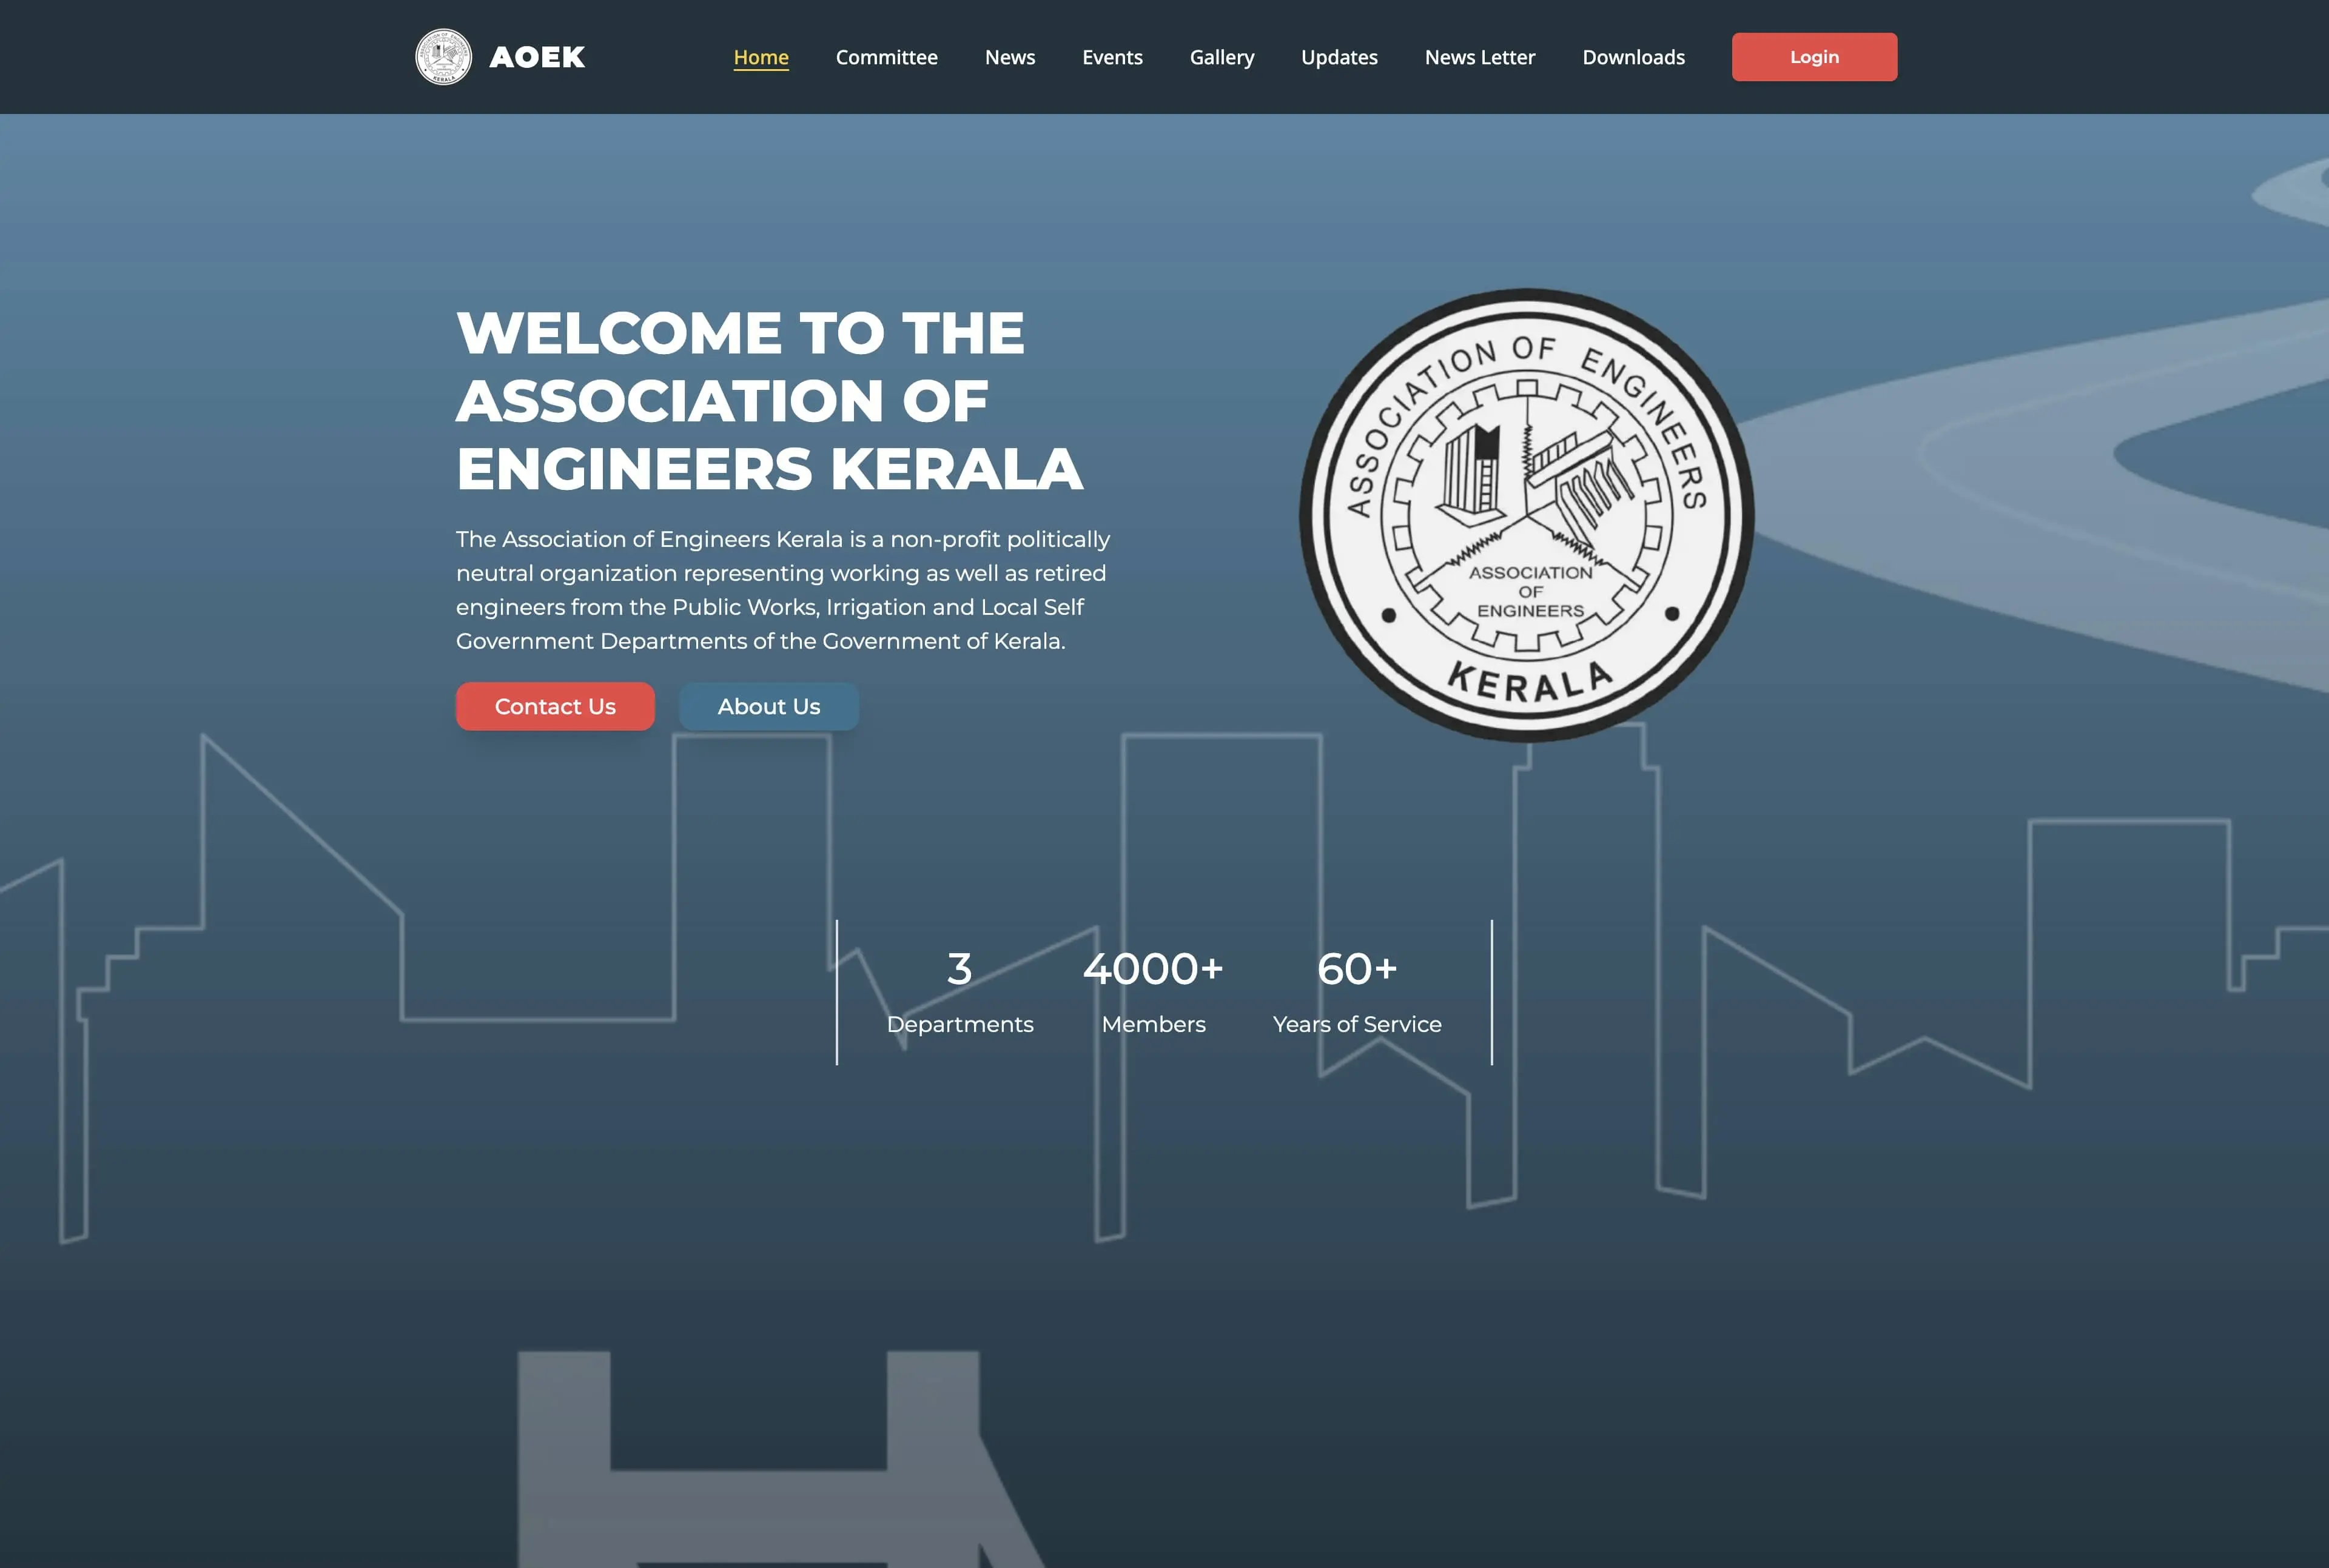 AOEK
Home
Committee
News
Events
Gallery
Updates
News Letter
Downloads
Login
WELCOME TO THE
ASSOCIATION OF
ENGINEERS KERALA
The Association of Engineers Kerala is a non-profit politically
neutral organization representing working as well as retired
engineers from the Public Works, Irrigation and Local Self
Government Departments of the Government of Kerala.
Contact Us
About Us
ASSOCIATION OF ENGINEERS
ASSOCIATION
OF
ENGINEERS
KERALA
3
Departments
4000+
Members
60+
Years of Service